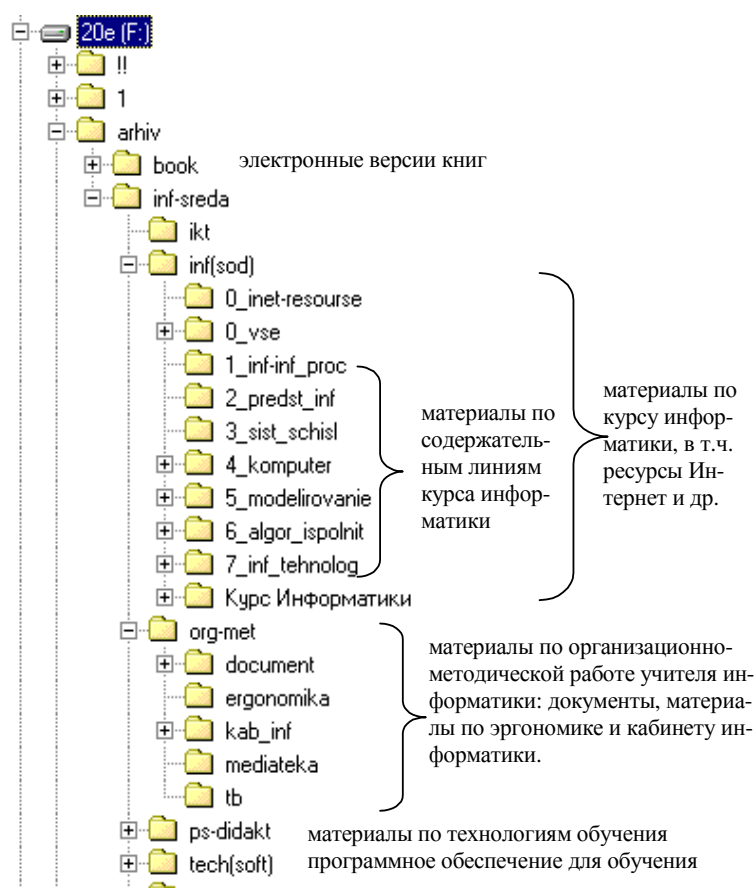 20e (F:)
!!
1
arhiv
book
электронные версии книг
inf-sreda
ikt
inf(sod)
0_inet-resourse
0_vse
1_inf-inf_proc
2_predst_inf
3_sist_schisl
4_komputer
5_modelirovanie
6_algor_ispolnit
7_inf_tehnolog
Курс Информатики
материалы по
содержатель-
ным линиям
курса инфор-
матики
материалы по
курсу инфор-
матики, в т.ч.
ресурсы Ин-
тернет и др.
org-met
document
ergonomika
kab_inf
mediateka
tb
материалы по организационно-
методической работе учителя ин-
форматики: документы, материа-
лы по эргономике и кабинету ин-
форматики.
ps-didakt
материалы по технологиям обучения
tech(soft)
программное обеспечение для обучения